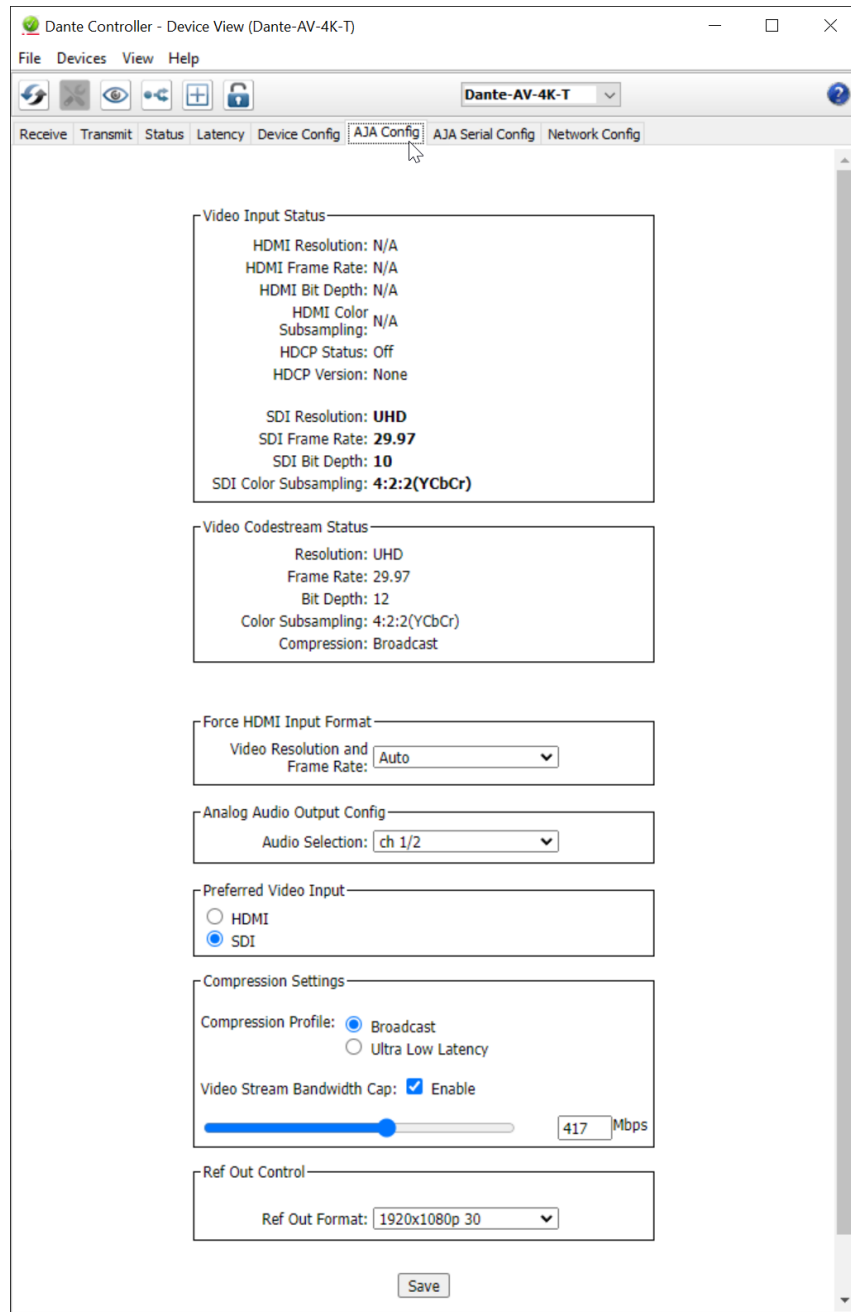 Dante Controller - Device View (Dante-AV-4K-T)
File Devices View Help
Dante-AV-4K-T
Receive Transmit Status Latency Device Config AJA Config AJA Serial Config Network Config
Video Input Status
HDMI Resolution: N/A
HDMI Frame Rate: N/A
HDMI Bit Depth: N/A
HDMI Color
Subsampling: N/A
HDCP Status: Off
HDCP Version: None
SDI Resolution: UHD
SDI Frame Rate: 29.97
SDI Bit Depth: 10
SDI Color Subsampling: 4:2:2(YCbCr)
Video Codestream Status
Resolution: UHD
Frame Rate: 29.97
Bit Depth: 12
Color Subsampling: 4:2:2(YCbCr)
Compression: Broadcast
Force HDMI Input Format
Video Resolution and
Frame Rate: Auto
Analog Audio Output Config
Audio Selection: ch 1/2
Preferred Video Input
HDMI
SDI
Compression Settings
Compression Profile: Broadcast
Ultra Low Latency
Video Stream Bandwidth Cap: Enable
417 Mbps
Ref Out Control
Ref Out Format: 1920x1080p 30
Save